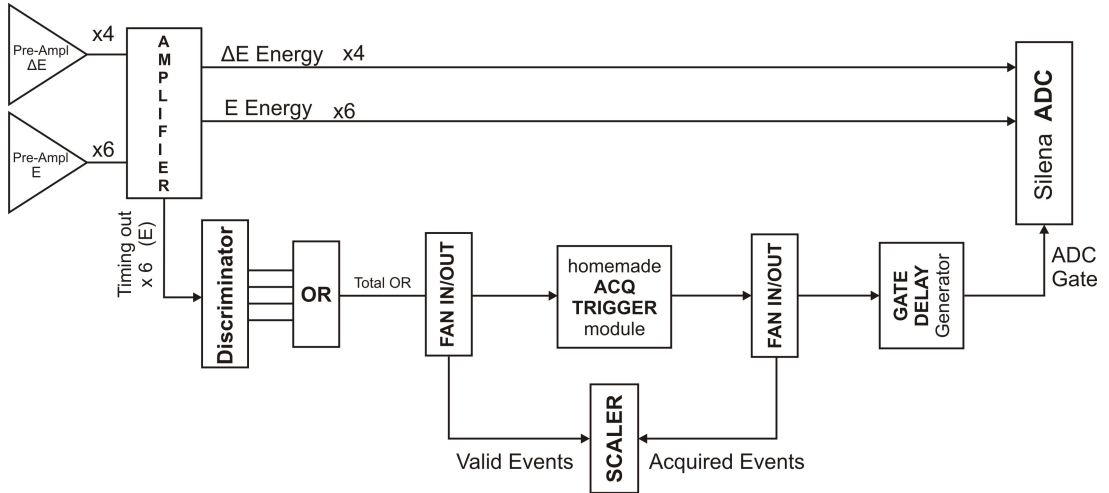 Pre-Ampl
ΔE
x4
Pre-Ampl
E
x6
AMPLIFIER
ΔE Energy x4
E Energy x6
Silena ADC
Timing out
x 6 (E)
Discriminator
OR
Total OR
FAN IN/OUT
homemade
ACQ
TRIGGER
module
FAN IN/OUT
GATE
DELAY
Generator
ADC
Gate
SCALER
Valid Events
Acquired Events